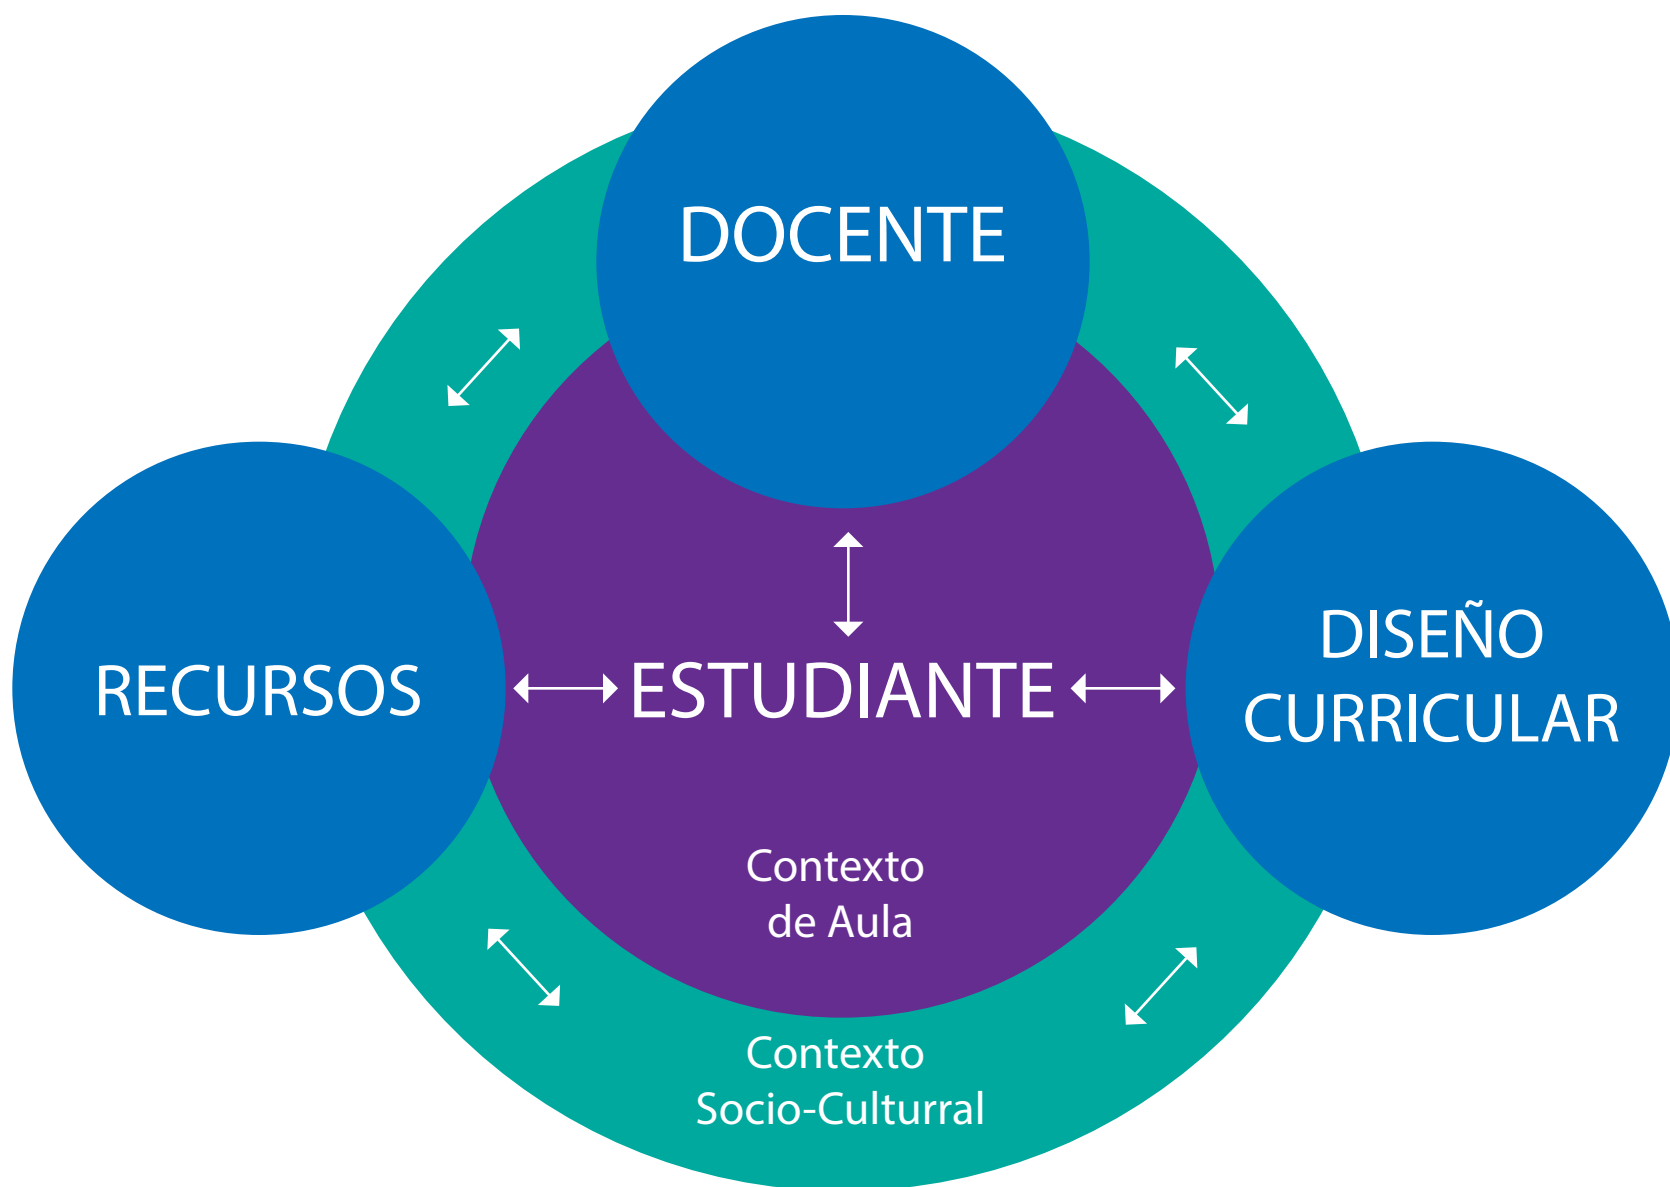 DOCENTE
RECURSOS
ESTUDIANTE
DISEÑO
CURRICULAR
Contexto
de Aula
Contexto
Socio-Culturral